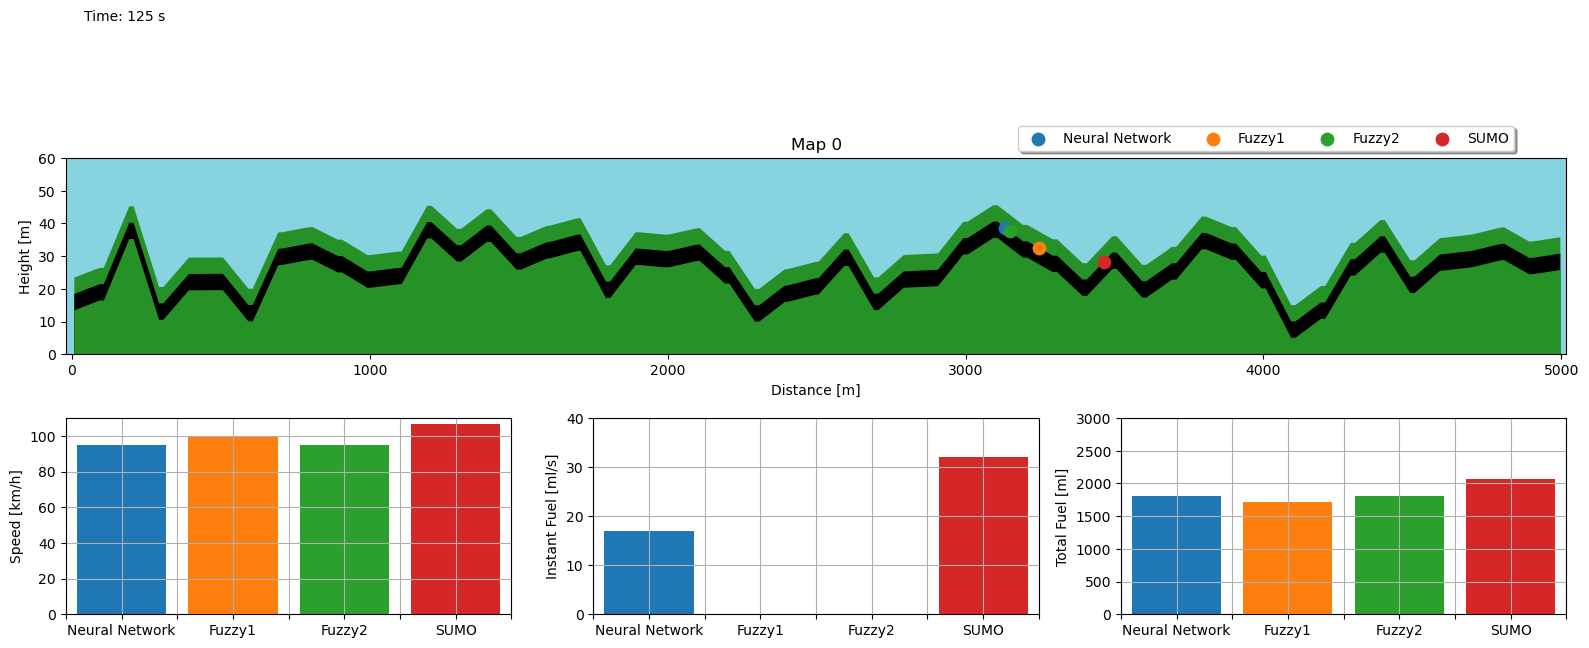 Time: 125 s
Map 0
Neural Network Fuzzy1 Fuzzy2 SUMO
Height [m]
60
50
40
30
20
10
0
0 1000 2000 3000 4000 5000
Distance [m]
Speed [km/h]
100
80
60
40
20
0
Neural Network Fuzzy1 Fuzzy2 SUMO
Instant Fuel [ml/s]
40
30
20
10
0
Neural Network Fuzzy1 Fuzzy2 SUMO
Total Fuel [ml]
3000
2500
2000
1500
1000
500
0
Neural Network Fuzzy1 Fuzzy2 SUMO